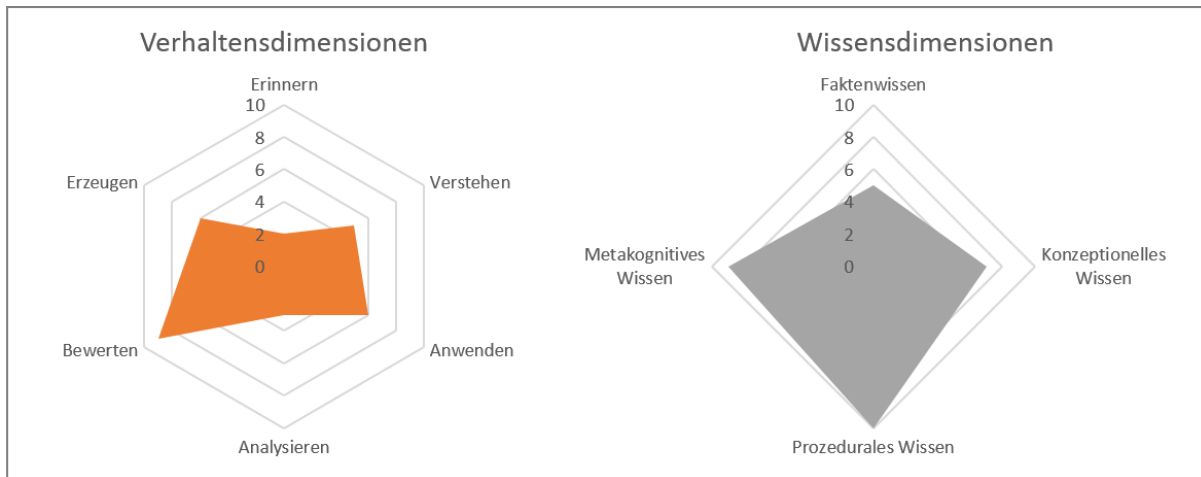 Verhaltensdimensionen
Erinnern
10
8
6
4
2
0
Verstehen
Anwenden
Analysieren
Bewerten
Erzeugen
Wissensdimensionen
Faktenwissen
10
8
6
4
2
0
Konzeptionelles
Wissen
Prozedurales Wissen
Metakognitives
Wissen